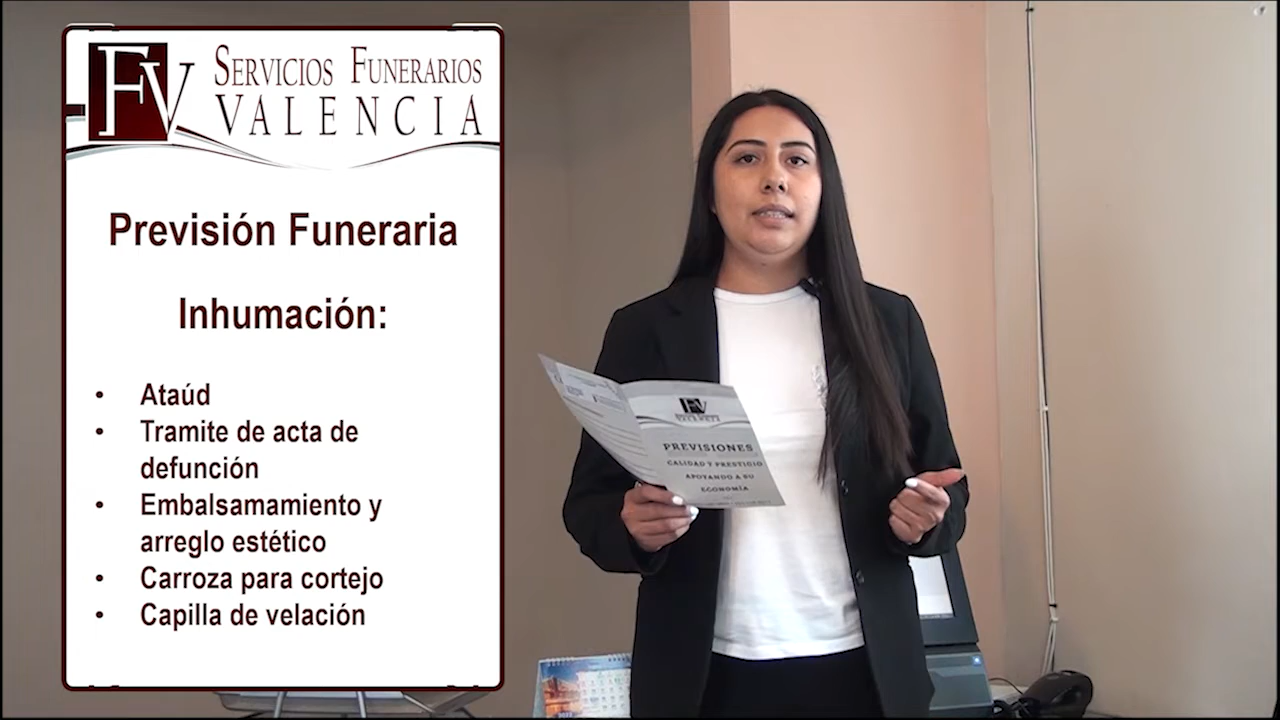 FV SERVICIOS FUNERARIOS
VALENCIA
Previsión Funeraria
Inhumación:
• Ataúd
• Tramite de acta de
defunción
• Embalsamamiento y
arreglo estético
• Carroza para cortejo
• Capilla de velación
FV
VALENCIA
PREVISIONES
CALIDAD Y PRESTIGIO
APOYANDO A SU
ECONOMÍA